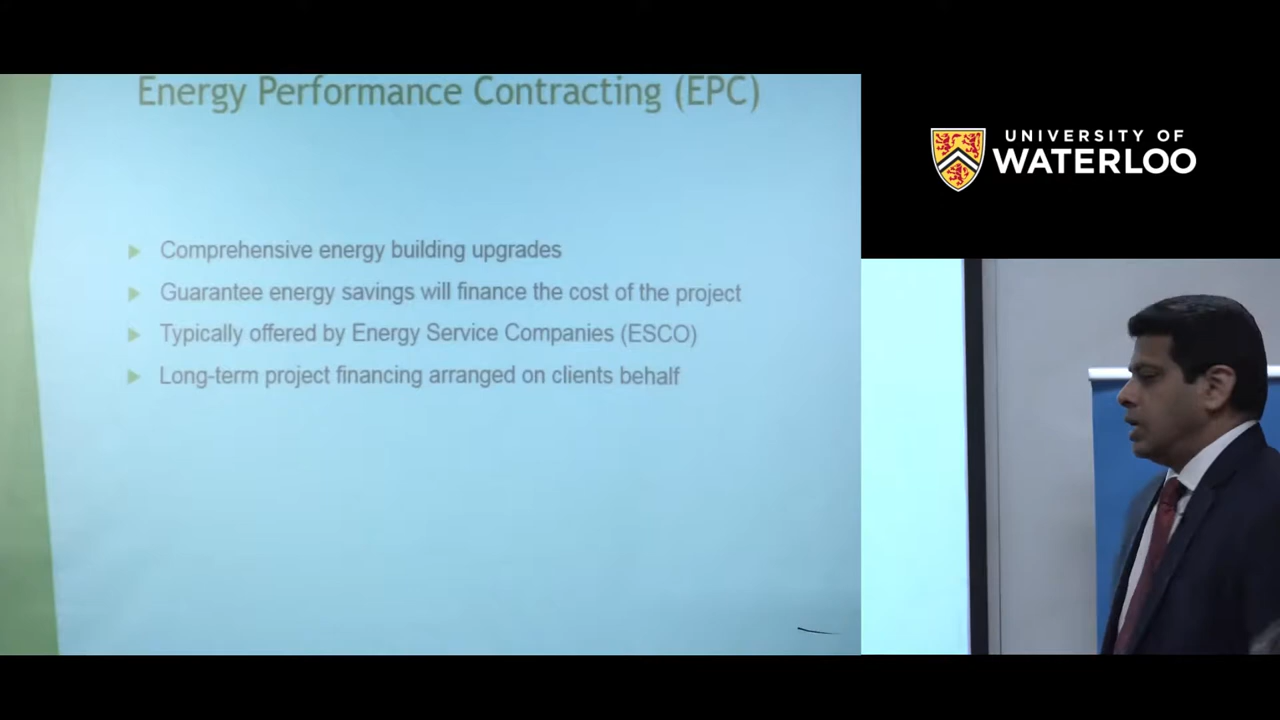 Energy Performance Contracting (EPC)
Comprehensive energy building upgrades
Guarantee energy savings will finance the cost of the project
Typically offered by Energy Service Companies (ESCO)
Long-term project financing arranged on clients behalf
UNIVERSITY OF
WATERLOO